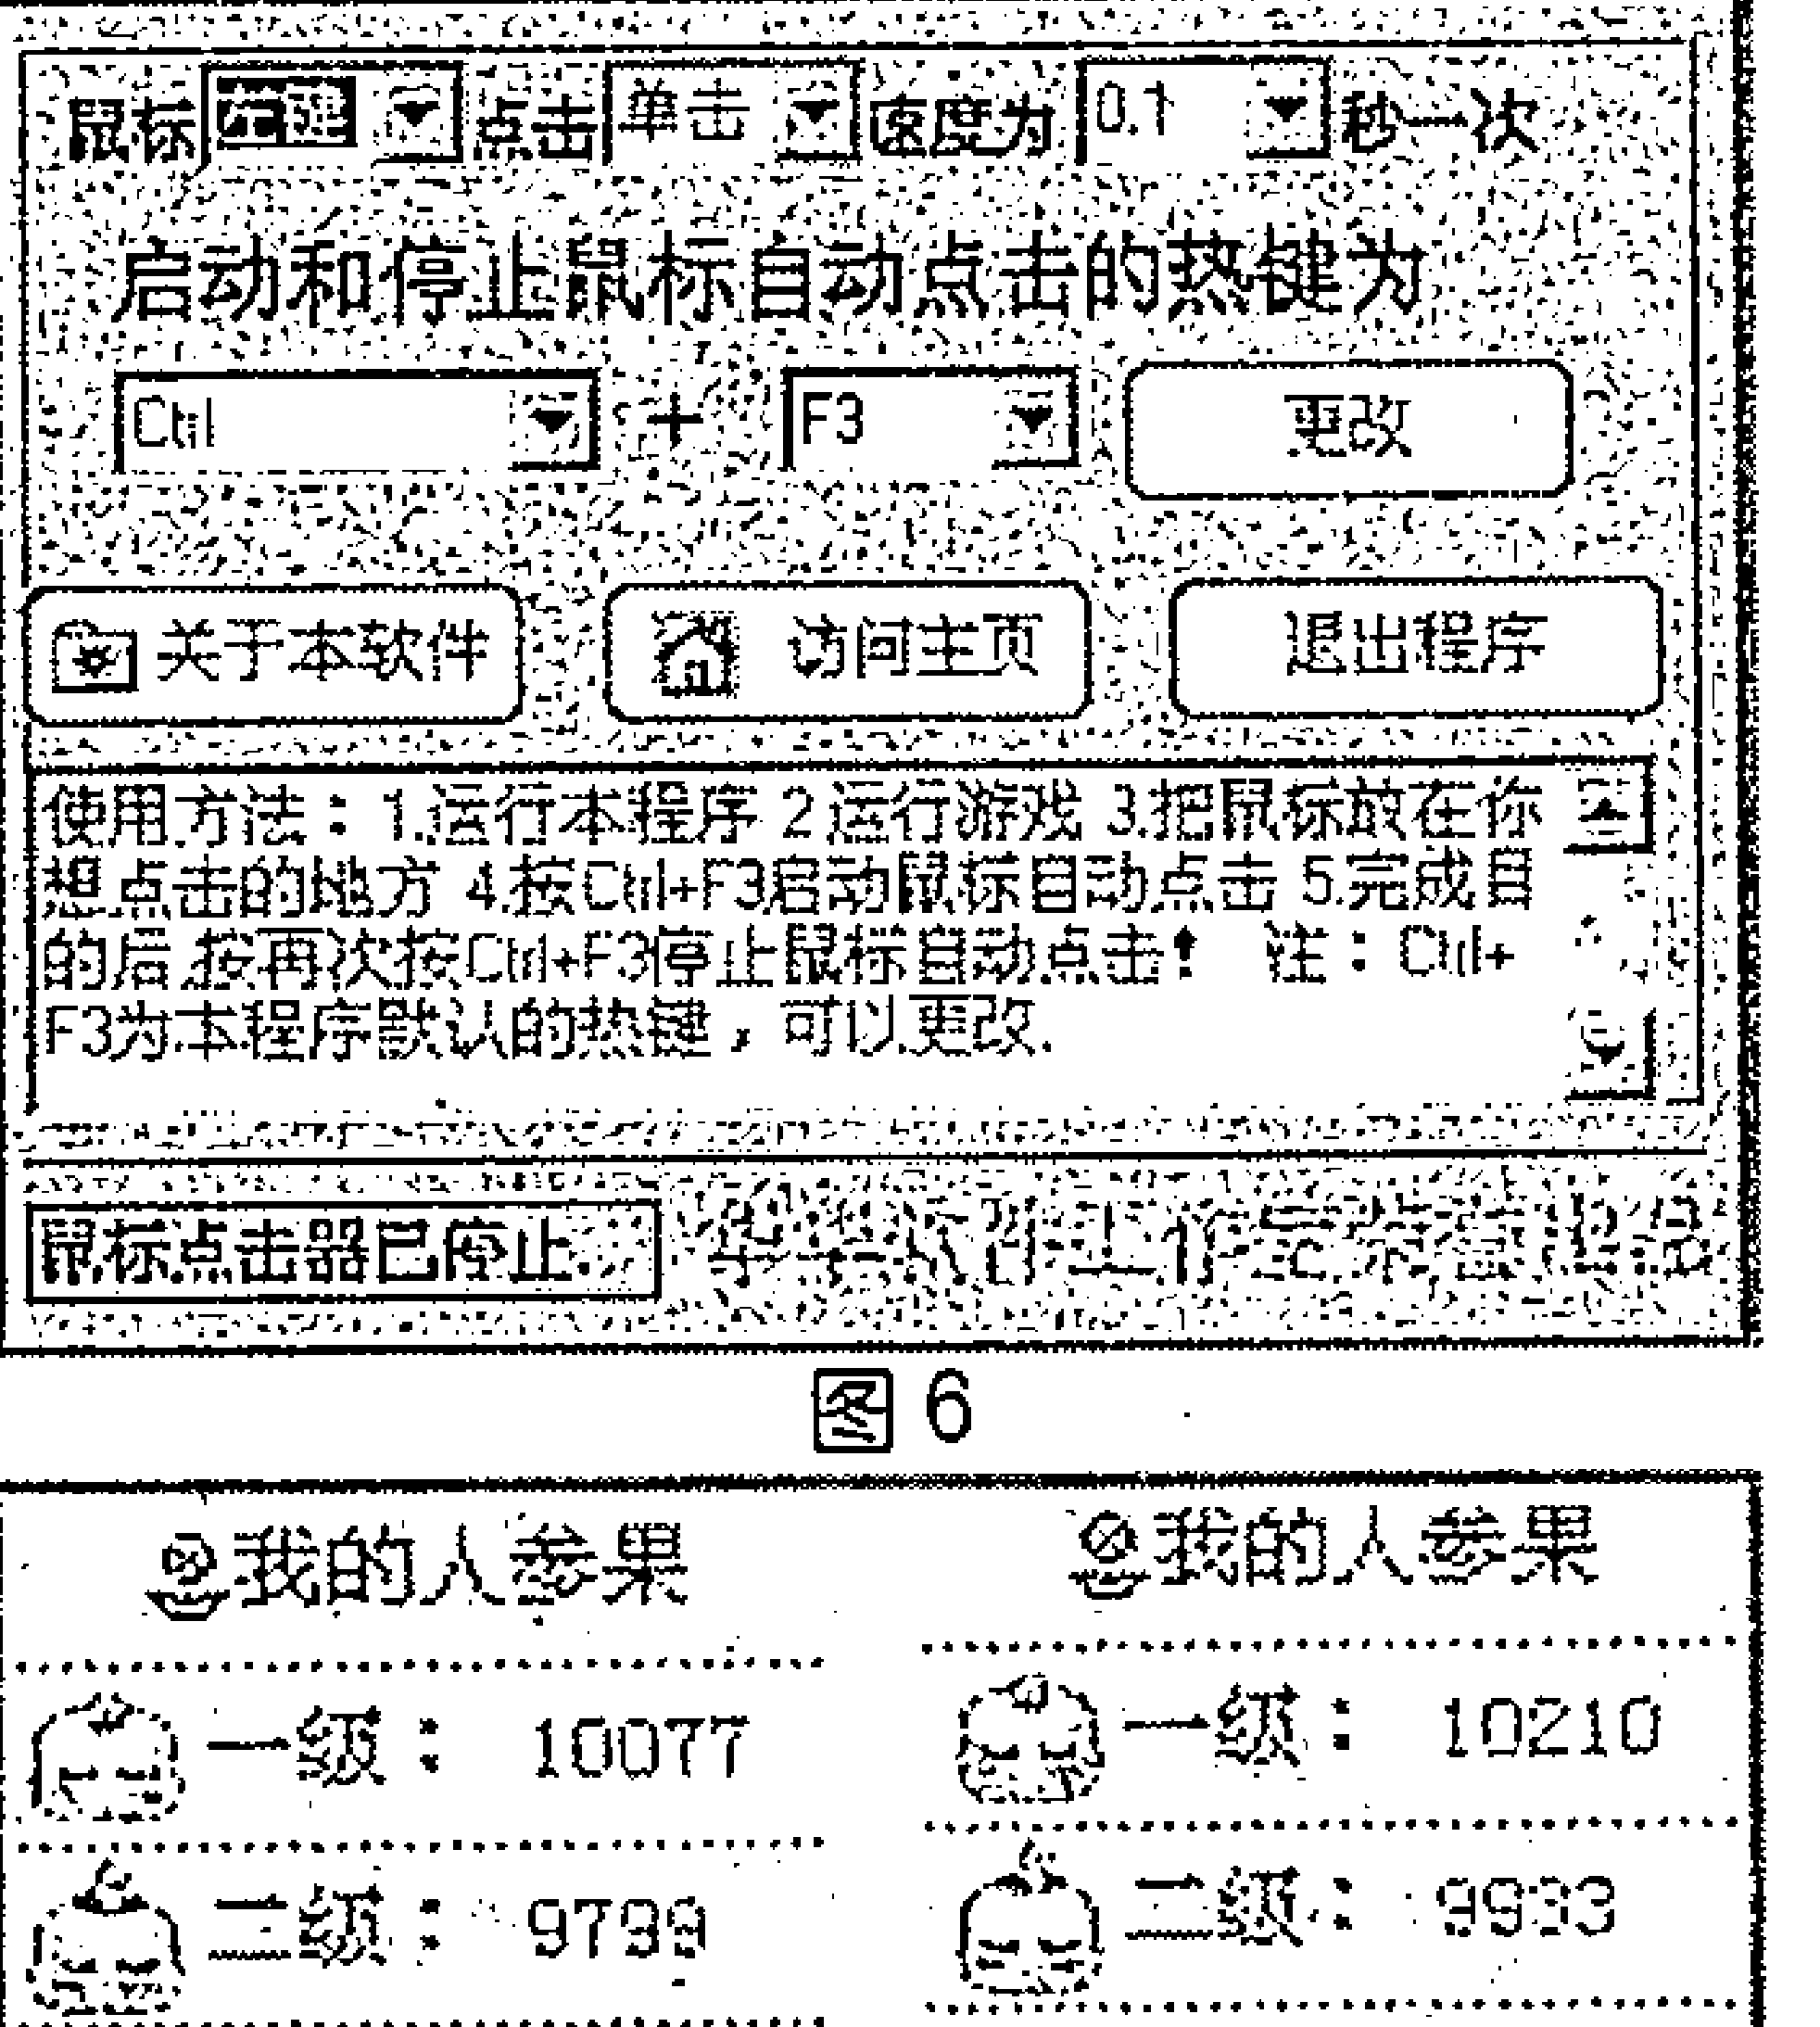 鼠标 左键 点击 单击 速度为 0.1 秒一次
启动和停止鼠标自动点击的热键为
Ctrl + F3 更改
关于本软件 访问主页 退出程序
使用方法：1.运行本程序 2.运行游戏 3.把鼠标放在你
想点击的地方 4.按Ctrl+F3启动鼠标自动点击 5.完成目
的后.按再次按Ctrl+F3停止鼠标自动点击！ 注：Ctrl+
F3为本程序默认的热键，可以更改.
鼠标点击器已停止
图 6
我的人参果 我的人参果
一级： 10077 一级： 10210
二级： 9799 二级： 9933